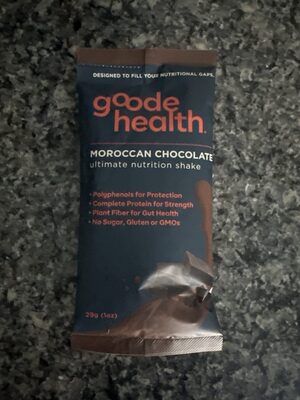 DESIGNED TO FILL YOUR NUTRITIONAL GAPS.
goode
health
MOROCCAN CHOCOLATE
ultimate nutrition shake
• Polyphenols for Protection
• Complete Protein for Strength
• Plant Fiber for Gut Health
• No Sugar, Gluten or GMOs
29g (1oz)